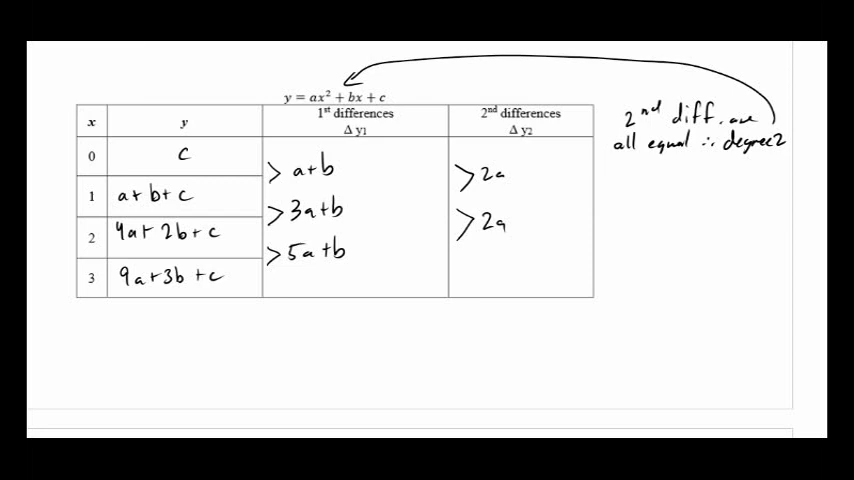 y = ax² + bx + c
x y 1st differences Δ y₁ 2nd differences Δ y₂
0 c
> a+b > 2a
1 a+b+c
> 3a+b > 2a
2 4a+2b+c
> 5a+b
3 9a+3b+c
2nd diff. are
all equal ∴ degree 2